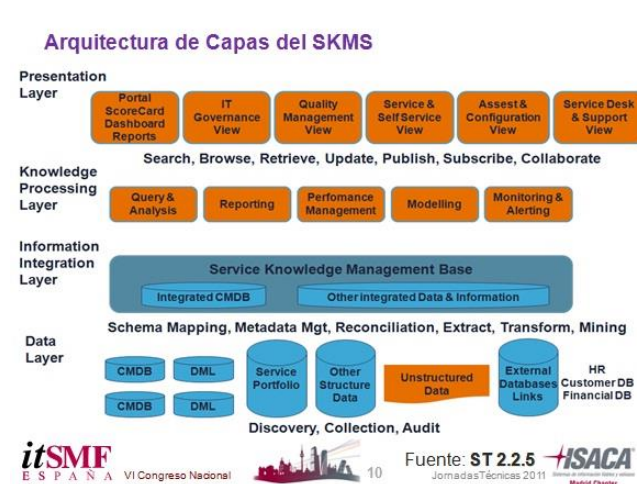 Arquitectura de Capas del SKMS
Presentation
Layer
Portal
ScoreCard
Dashboard
Reports
IT
Governance
View
Quality
Management
View
Service &
SelfService
View
Assest &
Configuration
View
Service Desk
& Support
View
Search, Browse, Retrieve, Update, Publish, Subscribe, Collaborate
Knowledge
Processing
Layer
Query &
Analysis
Reporting
Perfomance
Management
Modelling
Monitoring &
Alerting
Information
Integration
Layer
Service Knowledge Management Base
Integrated CMDB
Other integrated Data & Information
Schema Mapping, Metadata Mgt, Reconciliation, Extract, Transform, Mining
Data
Layer
CMDB
DML
CMDB
DML
Service
Portfolio
Other
Structure
Data
Unstructured
Data
External
Databases
Links
HR
Customer DB
Financial DB
Discovery, Collection, Audit
itSMF
ESPAÑA
VI Congreso Nacional
10
Fuente: ST 2.2.5
JornadasTécnicas 2011
ISACA
Madrid Chapter